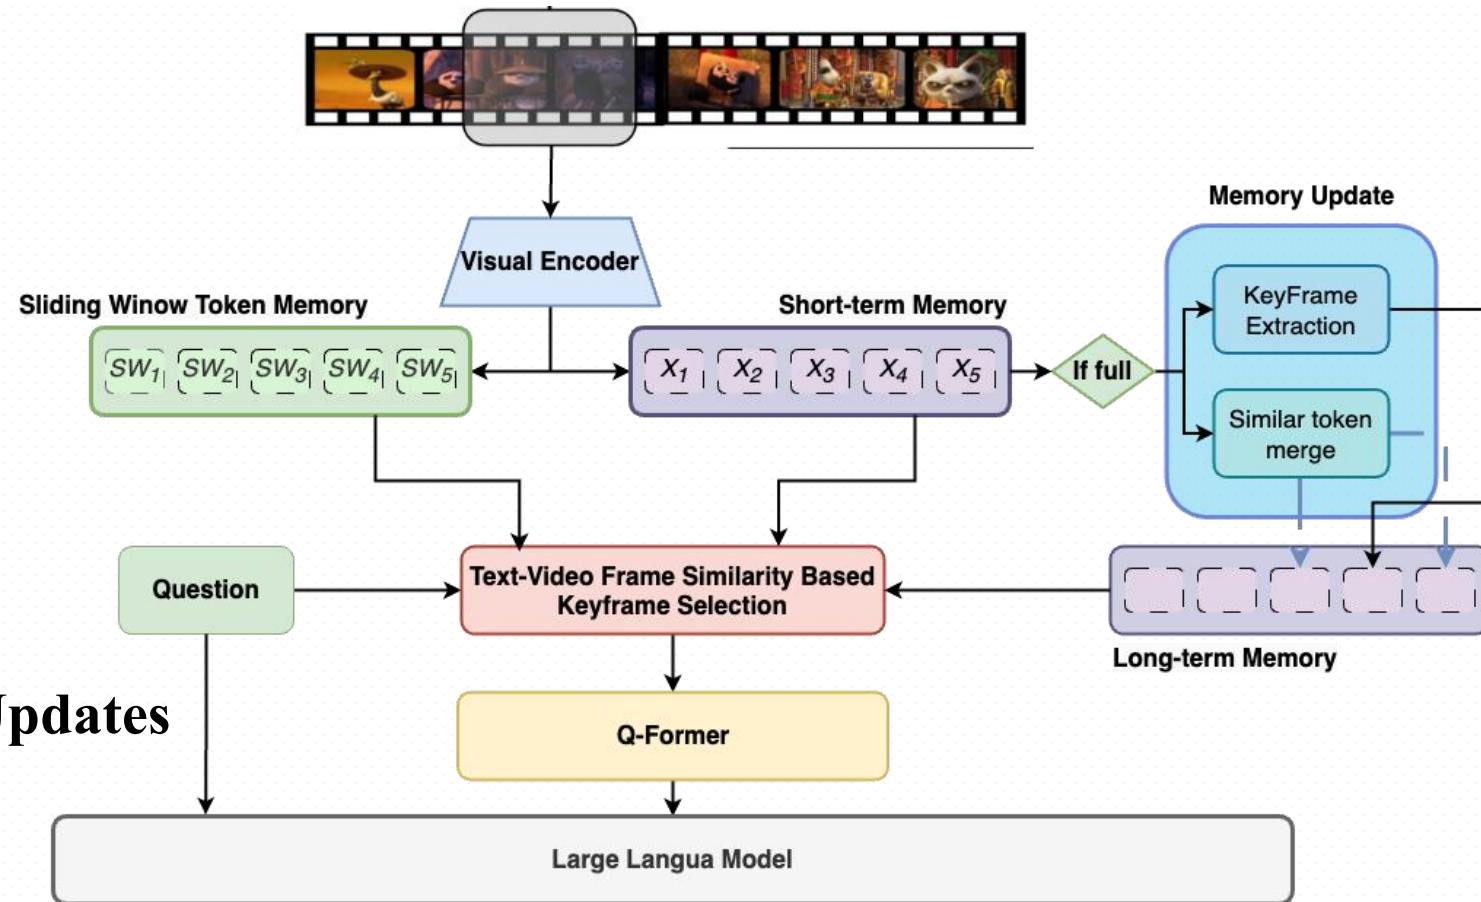 Memory Update
Visual Encoder
KeyFrame
Extraction
Sliding Winow Token Memory
Short-term Memory
SW1 SW2 SW3 SW4 SW5
X1 X2 X3 X4 X5
If full
Similar token
merge
Question
Text-Video Frame Similarity Based
Keyframe Selection
Long-term Memory
Updates
Q-Former
Large Langua Model